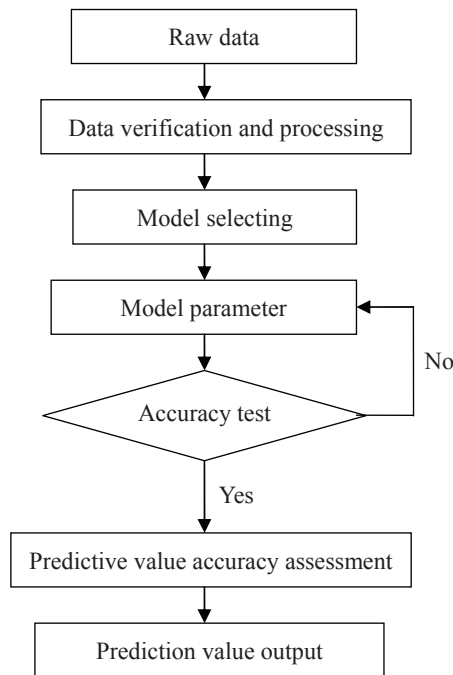 Raw data
Data verification and processing
Model selecting
Model parameter
No
Accuracy test
Yes
Predictive value accuracy assessment
Prediction value output